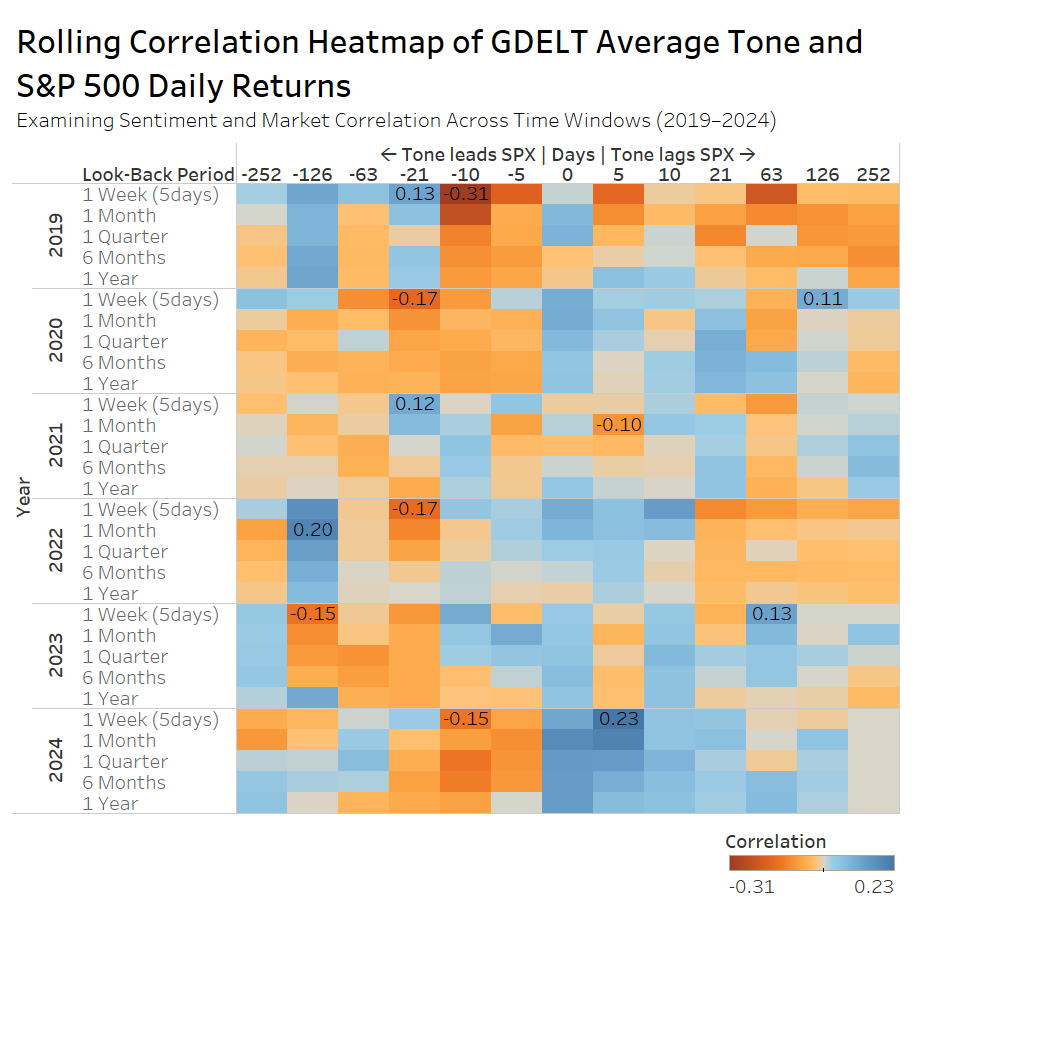 Rolling Correlation Heatmap of GDELT Average Tone and
S&P 500 Daily Returns
Examining Sentiment and Market Correlation Across Time Windows (2019–2024)
← Tone leads SPX | Days | Tone lags SPX →
Look-Back Period -252 -126 -63 -21 -10 -5 0 5 10 21 63 126 252
Year
2019
1 Week (5days) 0.13 -0.31
1 Month
1 Quarter
6 Months
1 Year
2020
1 Week (5days) -0.17 0.11
1 Month
1 Quarter
6 Months
1 Year
2021
1 Week (5days) 0.12
1 Month -0.10
1 Quarter
6 Months
1 Year
2022
1 Week (5days) -0.17
1 Month 0.20
1 Quarter
6 Months
1 Year
2023
1 Week (5days) -0.15 0.13
1 Month
1 Quarter
6 Months
1 Year
2024
1 Week (5days) -0.15 0.23
1 Month
1 Quarter
6 Months
1 Year
Correlation
-0.31 0.23